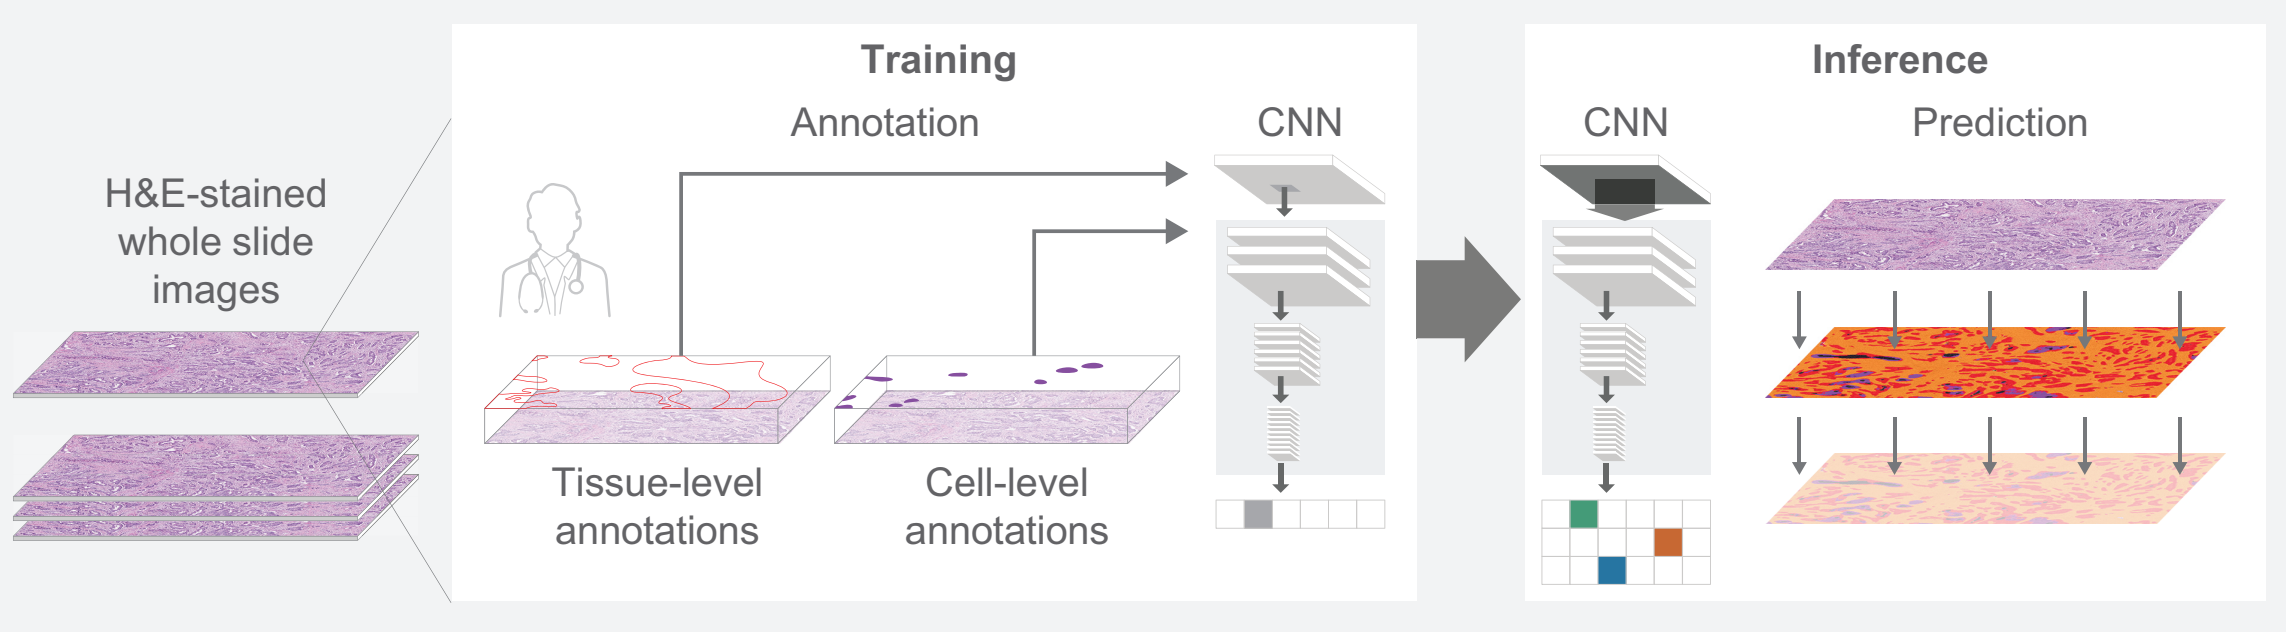 H&E-stained
whole slide
images
Training
Annotation
CNN
Tissue-level
annotations
Cell-level
annotations
Inference
CNN
Prediction